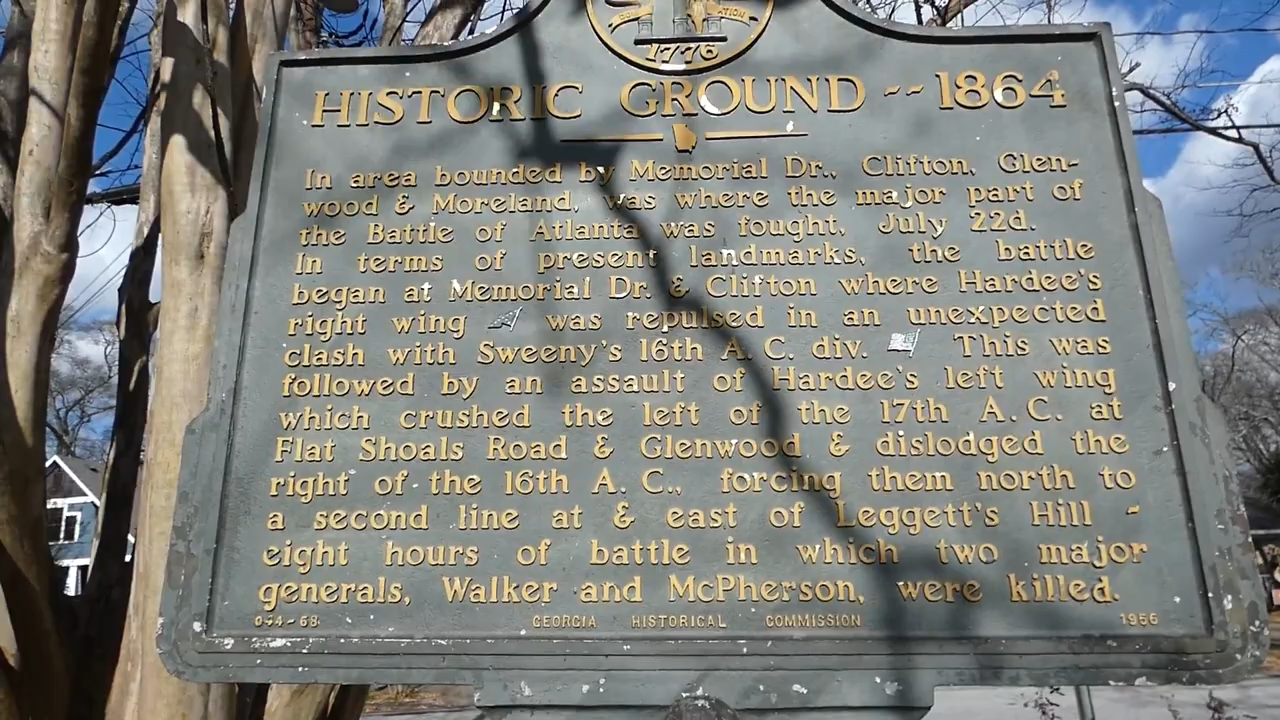 1776
HISTORIC GROUND -- 1864
In area bounded by Memorial Dr., Clifton, Glen-
wood & Moreland, was where the major part of
the Battle of Atlanta was fought, July 22d.
In terms of present landmarks, the battle
began at Memorial Dr. & Clifton where Hardee's
right wing was repulsed in an unexpected
clash with Sweeny's 16th A. C. div. This was
followed by an assault of Hardee's left wing
which crushed the left of the 17th A. C. at
Flat Shoals Road & Glenwood & dislodged the
right of the 16th A. C., forcing them north to
a second line at & east of Leggett's Hill -
eight hours of battle in which two major
generals, Walker and McPherson, were killed.
044-68 GEORGIA HISTORICAL COMMISSION 1956